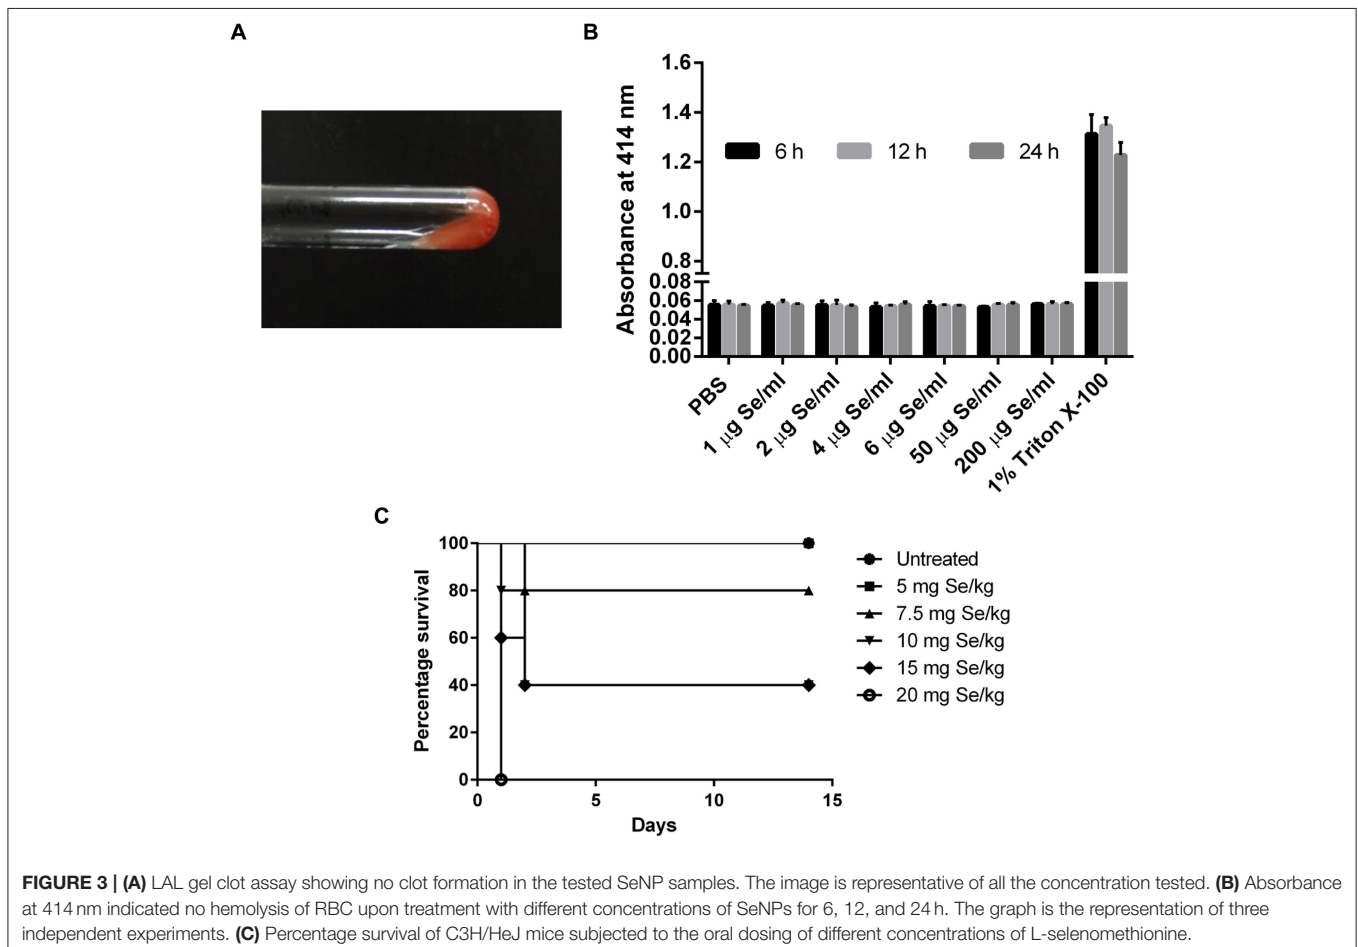 A
B
Absorbance at 414 nm
1.6
1.4
1.2
1.0
0.8
0.08
0.06
0.04
0.02
0.00
6 h
12 h
24 h
PBS
1 μg Se/ml
2 μg Se/ml
4 μg Se/ml
6 μg Se/ml
50 μg Se/ml
200 μg Se/ml
1% Triton X-100
C
Percentage survival
100
80
60
40
20
0
0
5
10
15
Days
Untreated
5 mg Se/kg
7.5 mg Se/kg
10 mg Se/kg
15 mg Se/kg
20 mg Se/kg
FIGURE 3 | (A) LAL gel clot assay showing no clot formation in the tested SeNP samples. The image is representative of all the concentration tested. (B) Absorbance
at 414 nm indicated no hemolysis of RBC upon treatment with different concentrations of SeNPs for 6, 12, and 24 h. The graph is the representation of three
independent experiments. (C) Percentage survival of C3H/HeJ mice subjected to the oral dosing of different concentrations of L-selenomethionine.